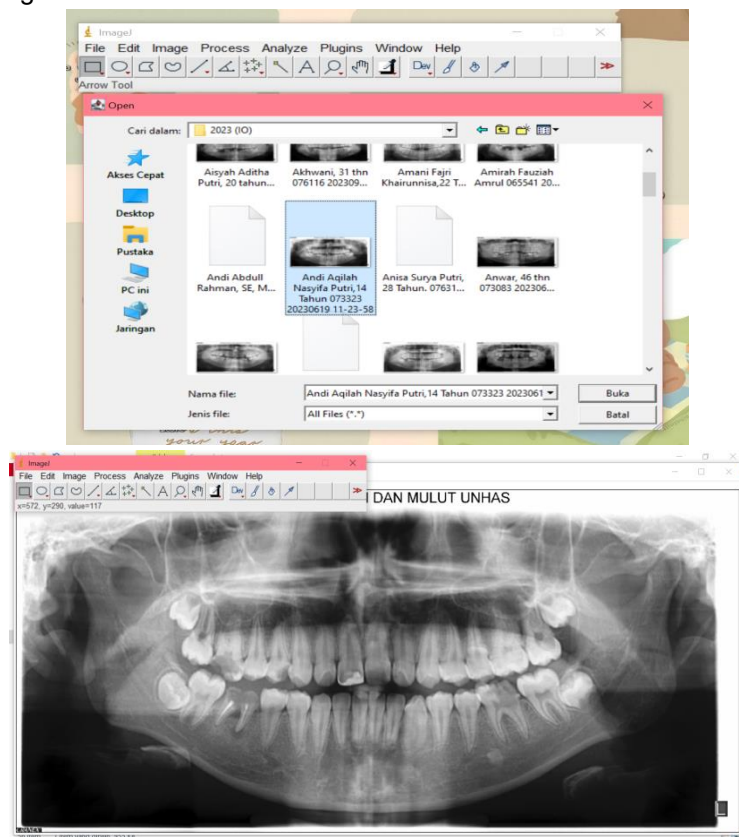 ImageJ
File Edit Image Process Analyze Plugins Window Help
Dev
Arrow Tool
Open
Cari dalam: 2023 (IO)
Akses Cepat
Desktop
Pustaka
PC ini
Jaringan
Aisyah Aditha Akhwani, 31 thn Amani Fajri Amirah Fauziah
Putri, 20 tahun... 076116 202309... Khairunnisa,22 T... Amrul 065541 20...
Andi Abdull Andi Aqilah Anisa Surya Putri, Anwar, 46 thn
Rahman, SE, M... Nasyifa Putri,14 28 Tahun. 07631... 073083 202306...
Tahun 073323
20230619 11-23-58
Nama file: Andi Aqilah Nasyifa Putri,14 Tahun 073323 2023061 Buka
Jenis file: All Files (*.*) Batal
your year
ImageJ
File Edit Image Process Analyze Plugins Window Help
Dev
x=572, y=290, value=117
DAN MULUT UNHAS